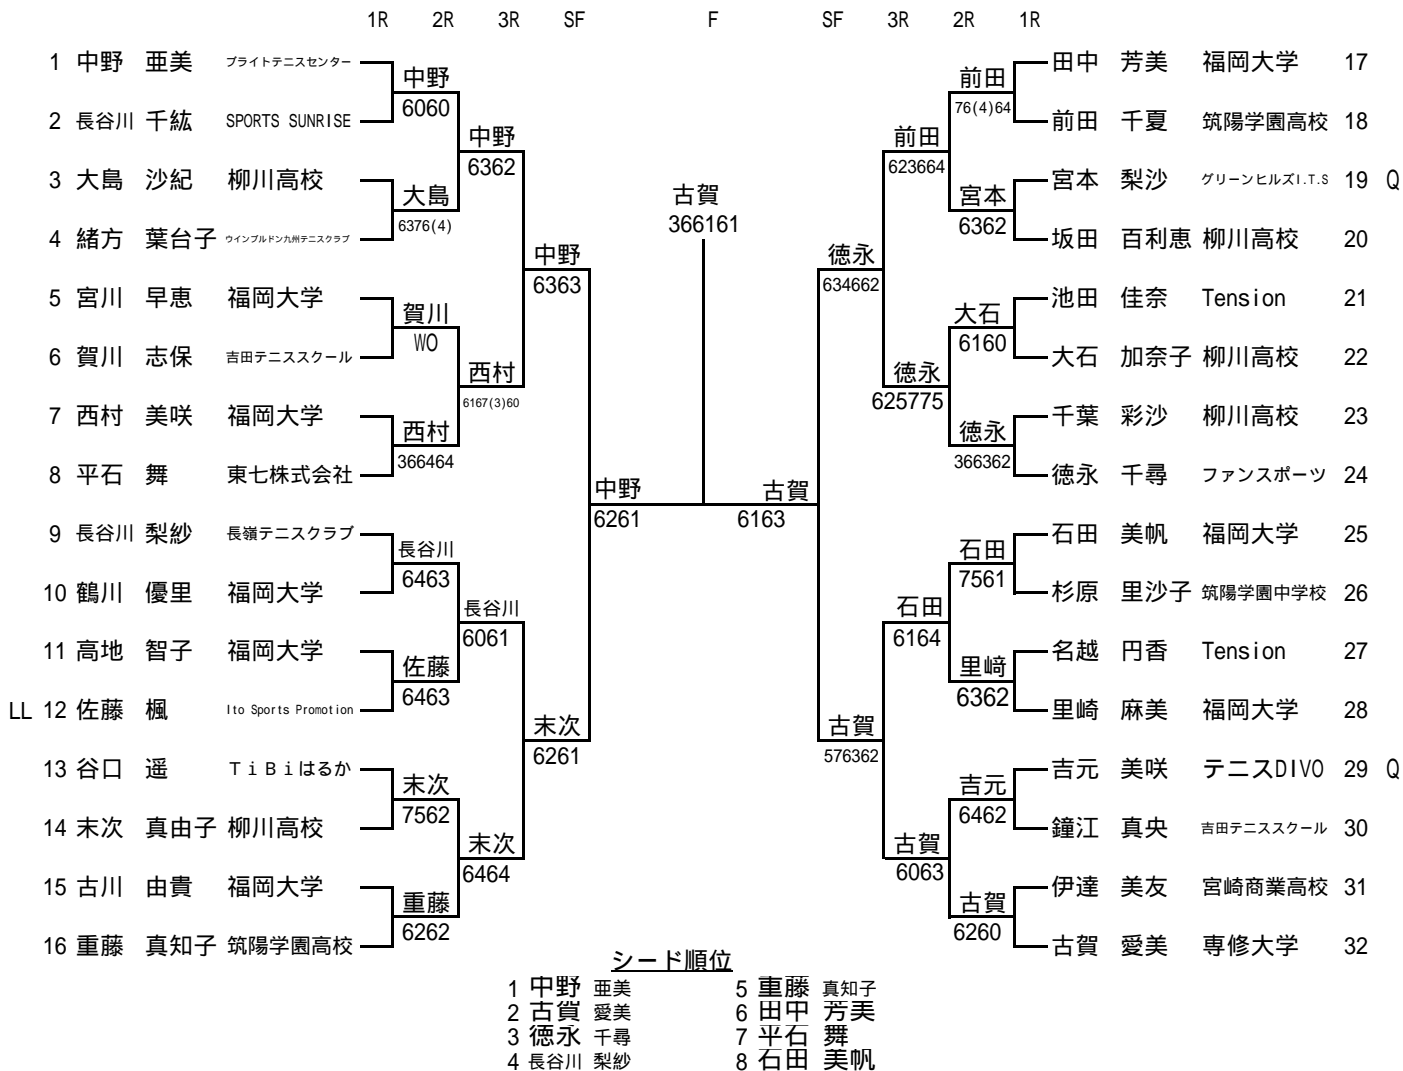 1R 2R 3R SF F SF 3R 2R 1R
1 中野 亜美 ブライトテニスセンター
2 長谷川 千紘 SPORTS SUNRISE
3 大島 沙紀 柳川高校
4 緒方 葉台子 ウインブルドン九州テニスクラブ
5 宮川 早恵 福岡大学
6 賀川 志保 吉田テニススクール
7 西村 美咲 福岡大学
8 平石 舞 東七株式会社
9 長谷川 梨紗 長嶺テニスクラブ
10 鶴川 優里 福岡大学
11 高地 智子 福岡大学
LL 12 佐藤 楓 Ito Sports Promotion
13 谷口 遥 TiBiはるか
14 末次 真由子 柳川高校
15 古川 由貴 福岡大学
16 重藤 真知子 筑陽学園高校
中野
6060
大島
6376(4)
賀川
WO
西村
366464
長谷川
6463
佐藤
6463
末次
7562
重藤
6262
中野
6362
西村
6167(3)60
長谷川
6061
末次
6464
中野
6363
末次
6261
中野
6261
古賀
366161
古賀
6163
徳永
634662
古賀
576362
前田
623664
徳永
625775
石田
6164
古賀
6063
前田
76(4)64
宮本
6362
大石
6160
徳永
366362
石田
7561
里﨑
6362
吉元
6462
古賀
6260
田中 芳美 福岡大学 17
前田 千夏 筑陽学園高校 18
宮本 梨沙 グリーンヒルズI.T.S 19 Q
坂田 百利恵 柳川高校 20
池田 佳奈 Tension 21
大石 加奈子 柳川高校 22
千葉 彩沙 柳川高校 23
徳永 千尋 ファンスポーツ 24
石田 美帆 福岡大学 25
杉原 里沙子 筑陽学園中学校 26
名越 円香 Tension 27
里崎 麻美 福岡大学 28
吉元 美咲 テニスDIVO 29 Q
鐘江 真央 吉田テニススクール 30
伊達 美友 宮崎商業高校 31
古賀 愛美 専修大学 32
シード順位
1 中野 亜美 5 重藤 真知子
2 古賀 愛美 6 田中 芳美
3 徳永 千尋 7 平石 舞
4 長谷川 梨紗 8 石田 美帆